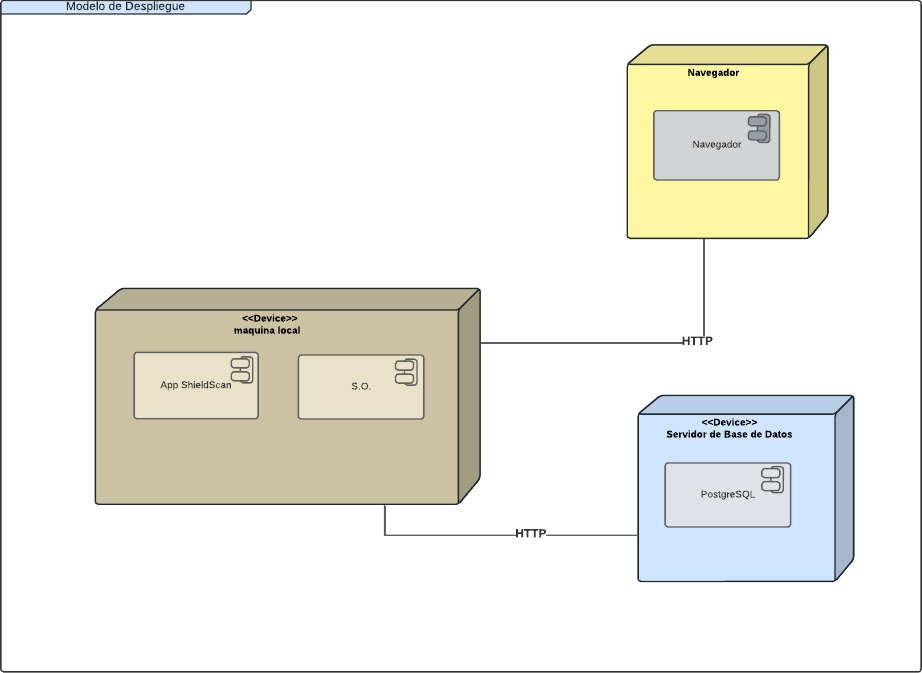 Modelo de Despliegue
Navegador
Navegador
<<Device>>
maquina local
App ShieldScan
S.O.
HTTP
<<Device>>
Servidor de Base de Datos
PostgreSQL
HTTP